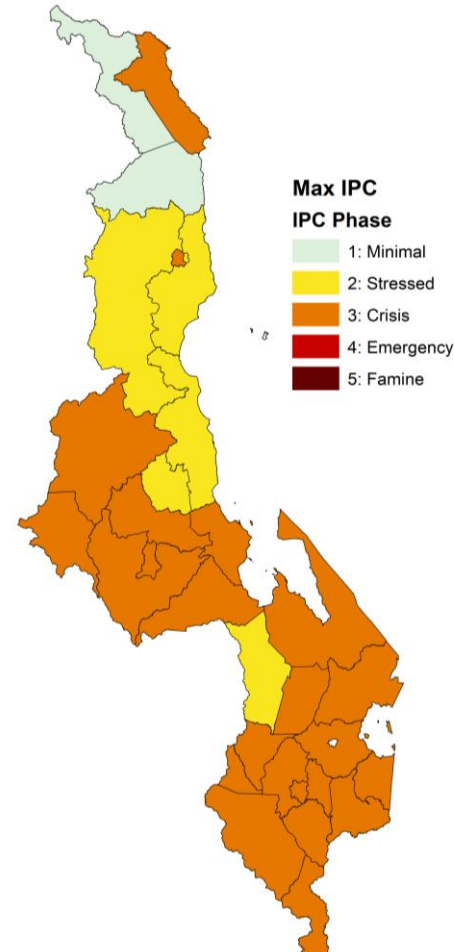 Max IPC
IPC Phase
1: Minimal
2: Stressed
3: Crisis
4: Emergency
5: Famine